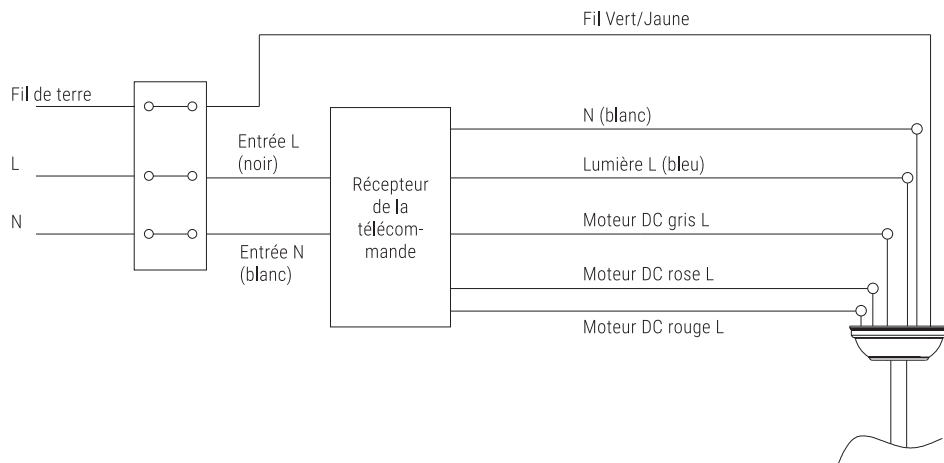 Fil Vert/Jaune
Fil de terre
L
N
Entrée L
(noir)
Entrée N
(blanc)
Récepteur
de la
télécom-
mande
N (blanc)
Lumière L (bleu)
Moteur DC gris L
Moteur DC rose L
Moteur DC rouge L